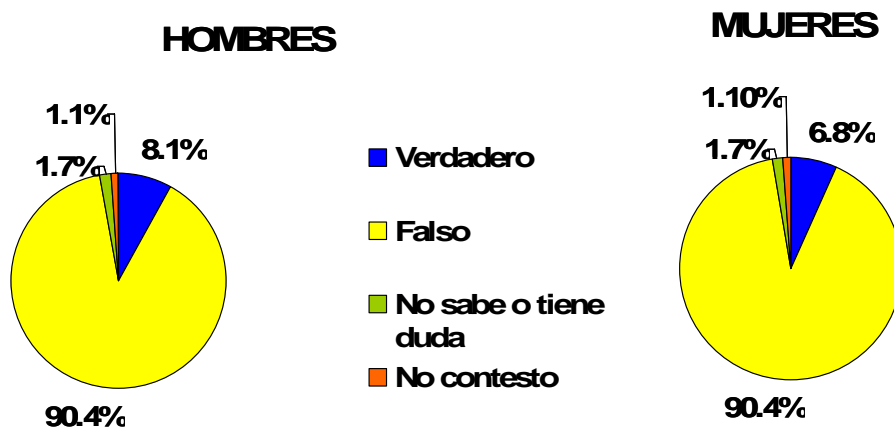 HOMBRES
1.1%
1.7%
8.1%
90.4%
Verdadero
Falso
No sabe o tiene
duda
No contesto
MUJERES
1.10%
1.7%
6.8%
90.4%